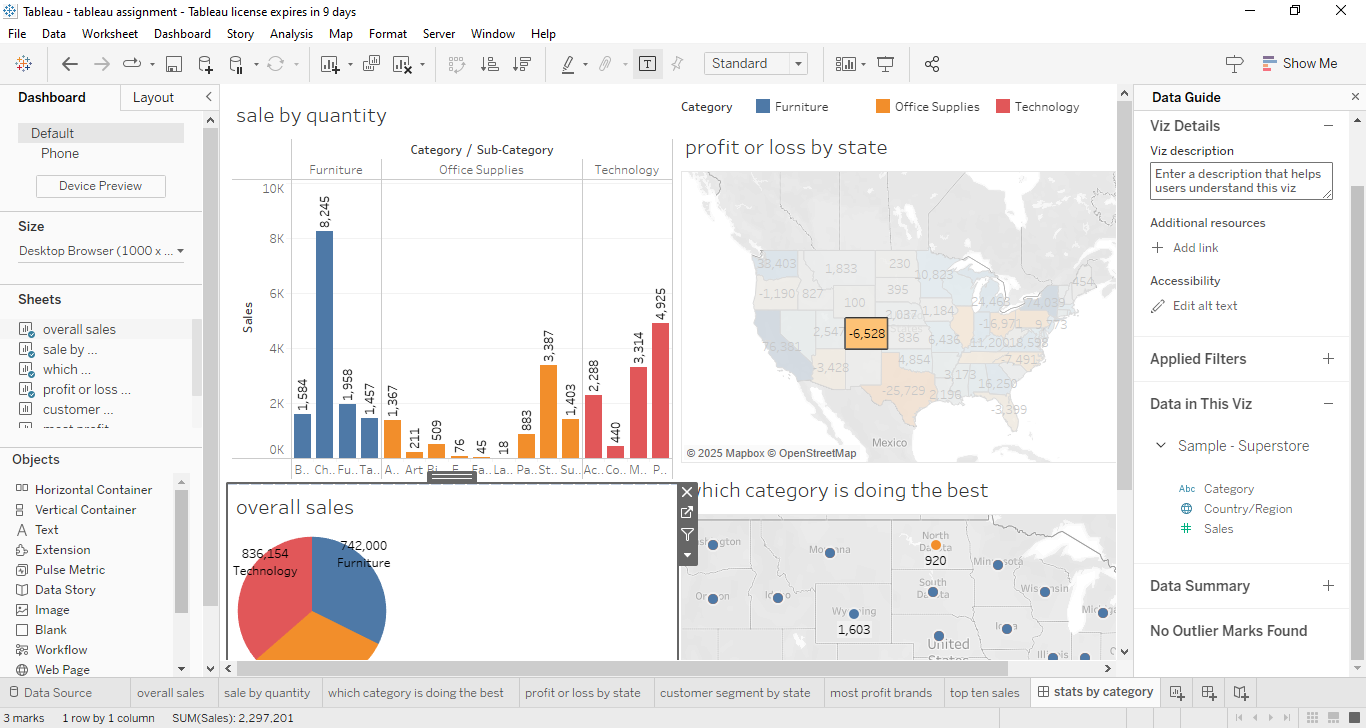 Tableau - tableau assignment - Tableau license expires in 9 days
File Data Worksheet Dashboard Story Analysis Map Format Server Window Help
Standard
Show Me
Dashboard Layout
Default
Phone
Device Preview
Size
Desktop Browser (1000 x ...
Sheets
overall sales
sale by ...
which ...
profit or loss ...
customer ...
Objects
Horizontal Container
Vertical Container
Text
Extension
Pulse Metric
Data Story
Image
Blank
Workflow
Web Page
sale by quantity
Category / Sub-Category
Furniture Office Supplies Technology
10K
8K
6K
4K
2K
0K
Sales
1,584 8,245 1,958 1,457 1,367 211 509 76 45 18 883 3,387 1,403 2,288 440 3,314 4,925
B.. Ch.. Fu.. Ta.. A.. Art Bi.. E.. Fa.. La.. Pa.. St.. Su.. Ac.. Co.. M.. P..
Category Furniture Office Supplies Technology
profit or loss by state
33,403 1,833 230 10,823
-1,190 827 395 454
100 24,463
2,037 1,184 -16,971 9,773
76,381 -6,528 836 6,436 11,200 18,598
-3,428 4,854 -7,491
3,173
-25,729 2,196 16,250
-3,399
Mexico
© 2025 Mapbox © OpenStreetMap
overall sales
836,154
Technology
742,000
Furniture
which category is doing the best
North
Dakota
920
Montana
Minnesota
South
Dakota
Oregon
Idaho
Wisconsin
Wyoming
1,603
Iowa
United
States
Illinois
Data Guide
Viz Details
Viz description
Enter a description that helps
users understand this viz
Additional resources
Add link
Accessibility
Edit alt text
Applied Filters
Data in This Viz
Sample - Superstore
Abc Category
Country/Region
Sales
Data Summary
No Outlier Marks Found
Data Source overall sales sale by quantity which category is doing the best profit or loss by state customer segment by state most profit brands top ten sales stats by category
3 marks 1 row by 1 column SUM(Sales): 2,297,201